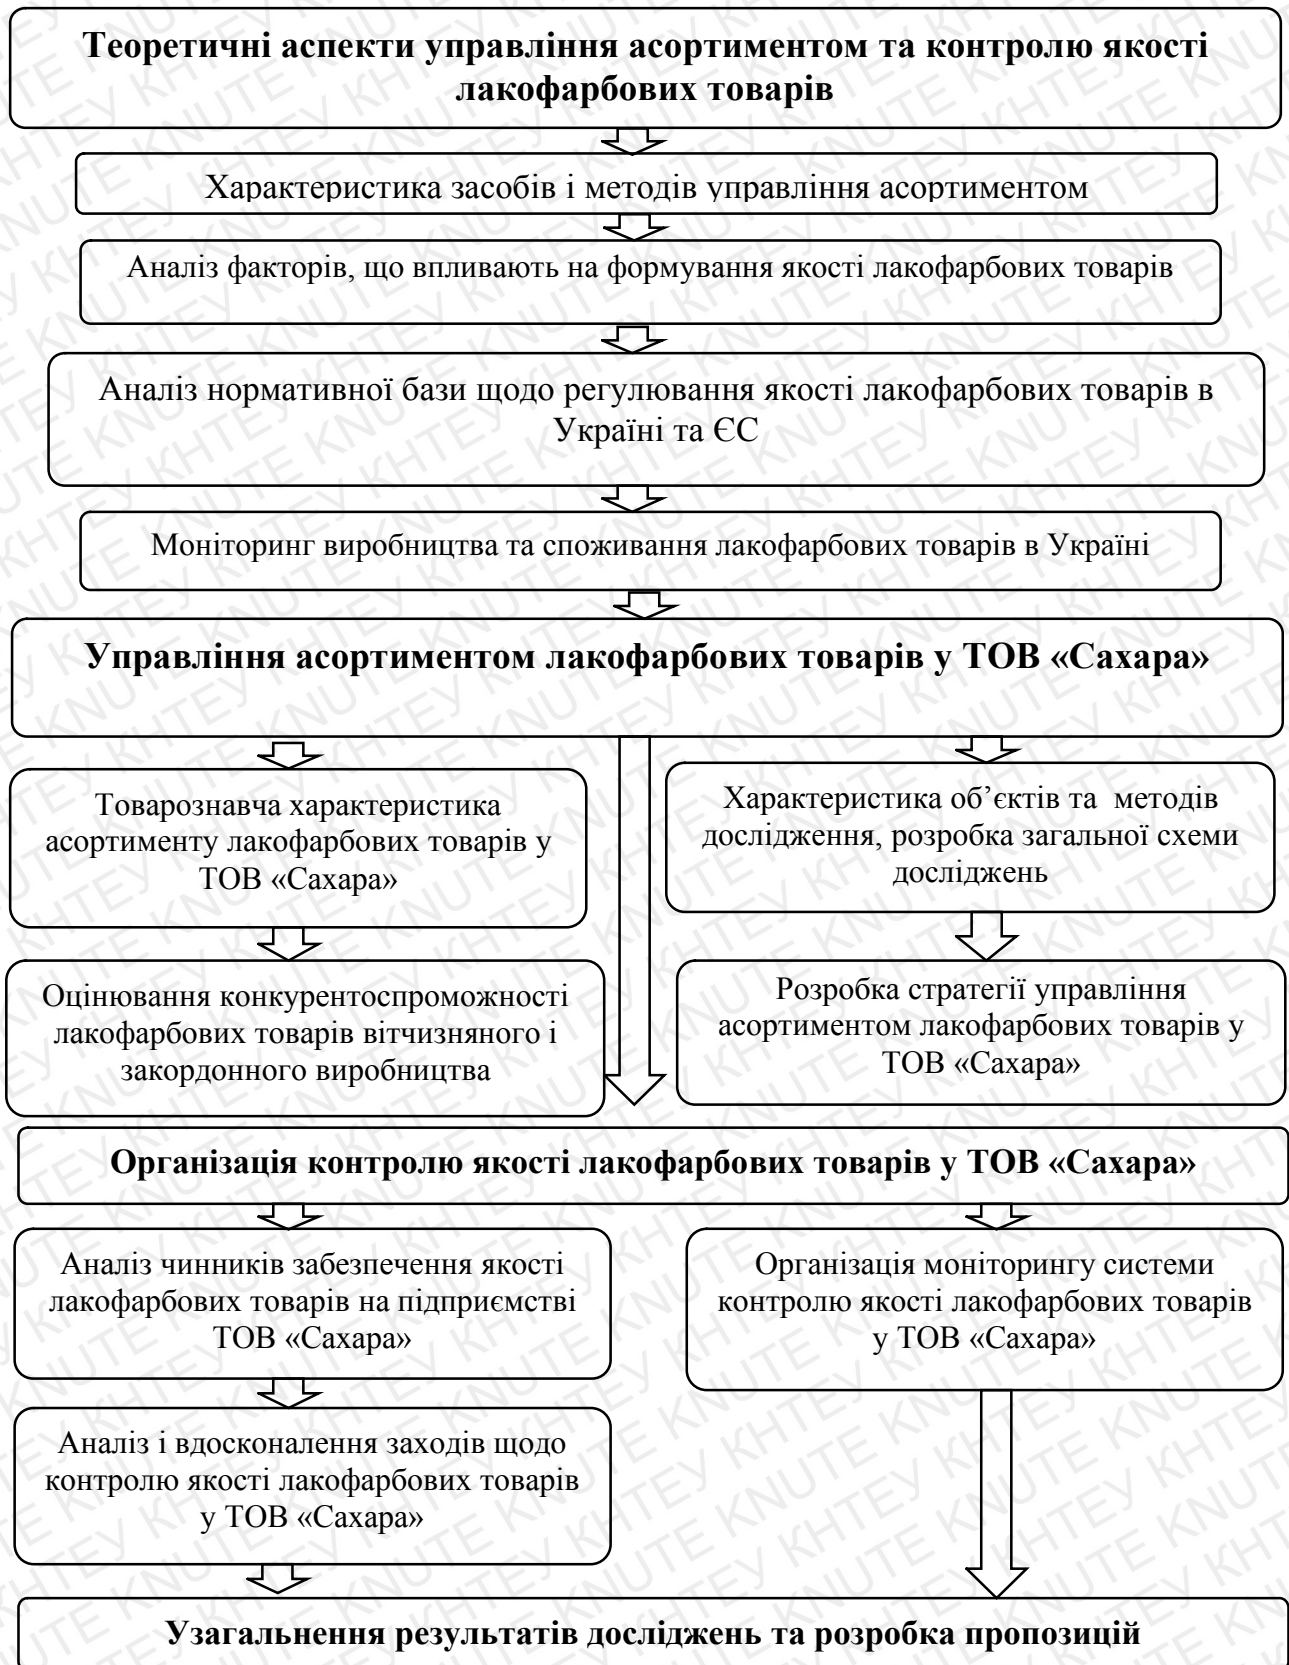 Теоретичні аспекти управління асортиментом та контролю якості
лакофарбових товарів
Характеристика засобів і методів управління асортиментом
Аналіз факторів, що впливають на формування якості лакофарбових товарів
Аналіз нормативної бази щодо регулювання якості лакофарбових товарів в
Україні та ЄС
Моніторинг виробництва та споживання лакофарбових товарів в Україні
Управління асортиментом лакофарбових товарів у ТОВ «Сахара»
Товарознавча характеристика
асортименту лакофарбових товарів у
ТОВ «Сахара»
Характеристика об’єктів та методів
дослідження, розробка загальної схеми
досліджень
Оцінювання конкурентоспроможності
лакофарбових товарів вітчизняного і
закордонного виробництва
Розробка стратегії управління
асортиментом лакофарбових товарів у
ТОВ «Сахара»
Організація контролю якості лакофарбових товарів у ТОВ «Сахара»
Аналіз чинників забезпечення якості
лакофарбових товарів на підприємстві
ТОВ «Сахара»
Організація моніторингу системи
контролю якості лакофарбових товарів
у ТОВ «Сахара»
Аналіз і вдосконалення заходів щодо
контролю якості лакофарбових товарів
у ТОВ «Сахара»
Узагальнення результатів досліджень та розробка пропозицій